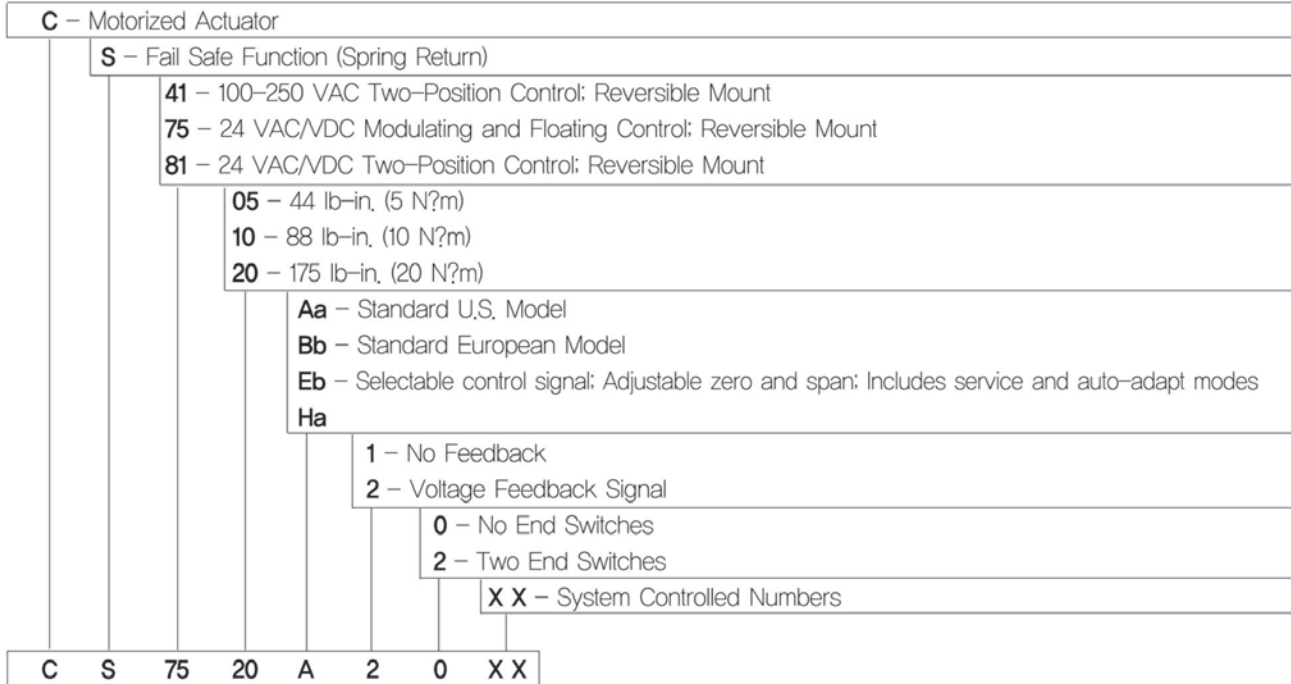 C – Motorized Actuator
S – Fail Safe Function (Spring Return)
41 – 100–250 VAC Two–Position Control; Reversible Mount
75 – 24 VAC/VDC Modulating and Floating Control; Reversible Mount
81 – 24 VAC/VDC Two–Position Control; Reversible Mount
05 – 44 lb–in. (5 N?m)
10 – 88 lb–in. (10 N?m)
20 – 175 lb–in. (20 N?m)
Aa – Standard U.S. Model
Bb – Standard European Model
Eb – Selectable control signal; Adjustable zero and span; Includes service and auto–adapt modes
Ha
1 – No Feedback
2 – Voltage Feedback Signal
0 – No End Switches
2 – Two End Switches
X X – System Controlled Numbers
C S 75 20 A 2 0 X X